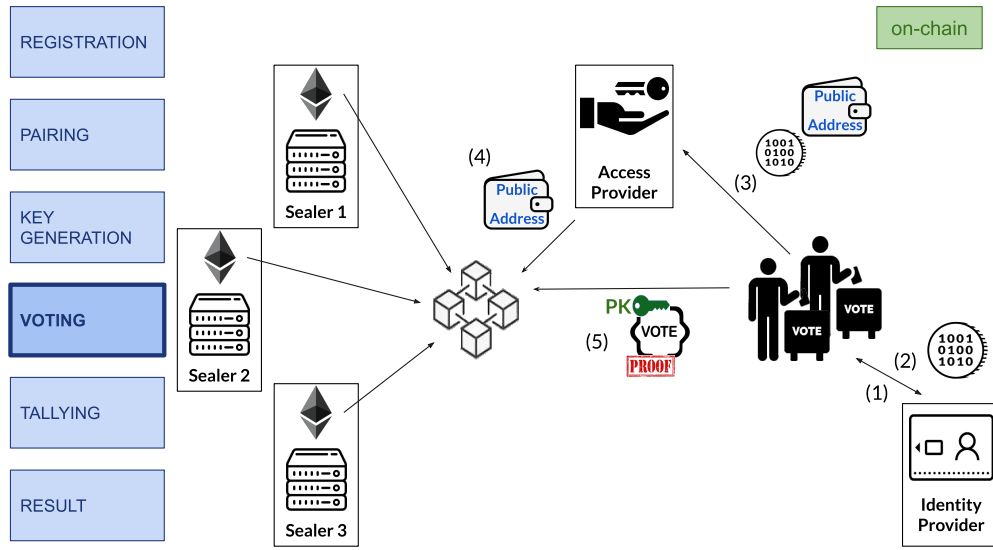 REGISTRATION
PAIRING
KEY
GENERATION
VOTING
TALLYING
RESULT
on-chain
Sealer 1
Sealer 2
Sealer 3
(4)
Public
Address
Access
Provider
(3)
1001
0100
1010
Public
Address
PK
VOTE
PROOF
(5)
VOTE
VOTE
(2)
1001
0100
1010
(1)
Identity
Provider